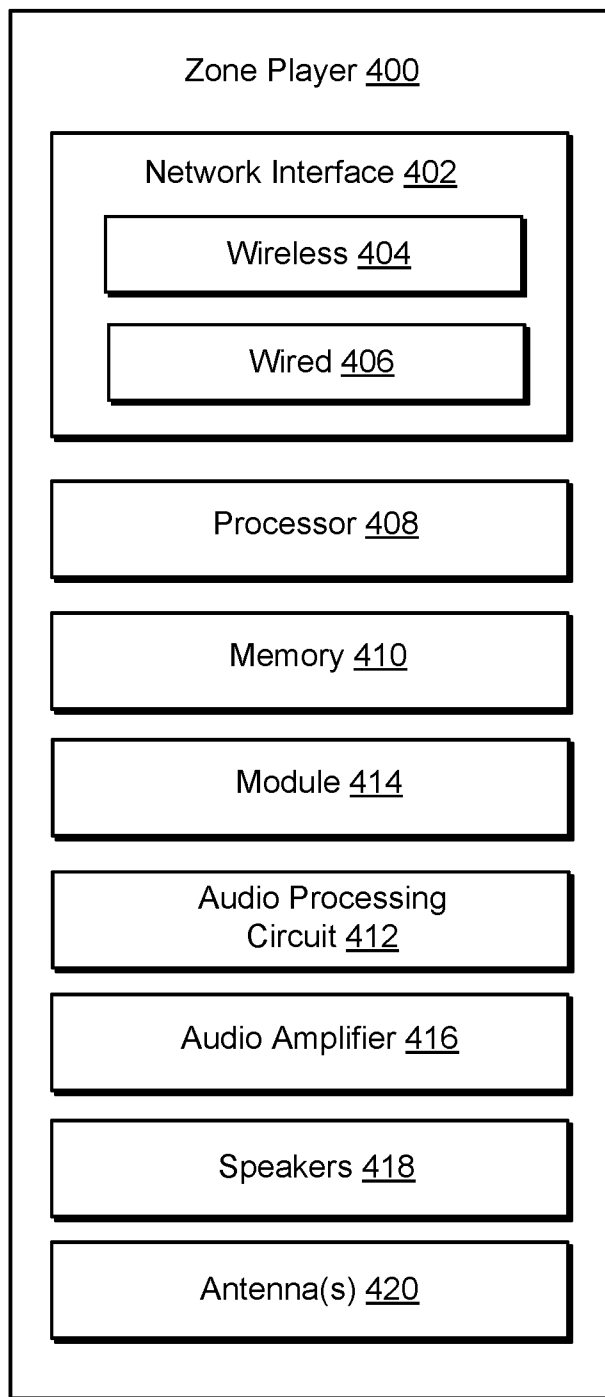 Zone Player 400
Network Interface 402
Wireless 404
Wired 406
Processor 408
Memory 410
Module 414
Audio Processing
Circuit 412
Audio Amplifier 416
Speakers 418
Antenna(s) 420